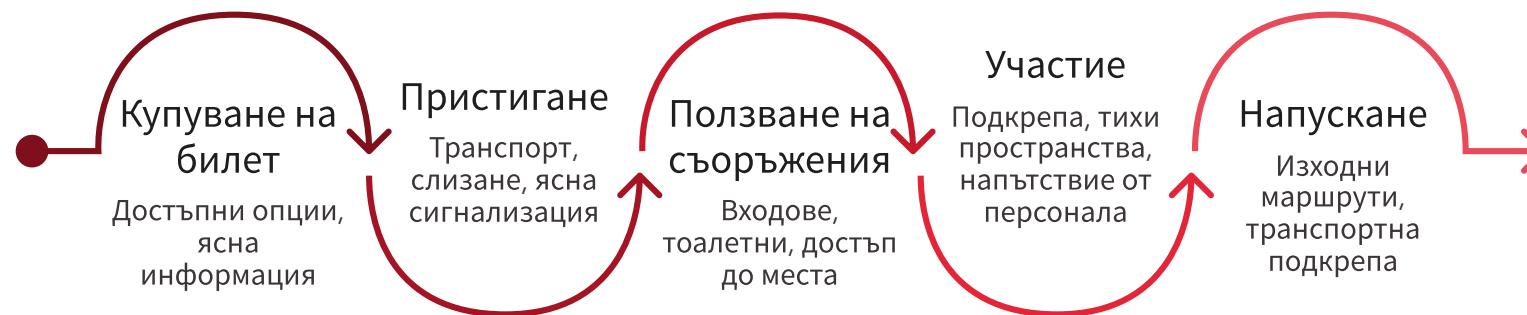 Купуване на
билет
Достъпни опции,
ясна
информация
Пристигане
Транспорт,
слизане, ясна
сигнализация
Ползване на
съоръжения
Входове,
тоалетни, достъп
до места
Участие
Подкрепа, тихи
пространства,
напътствие от
персонала
Напускане
Изходни
маршрути,
транспортна
подкрепа